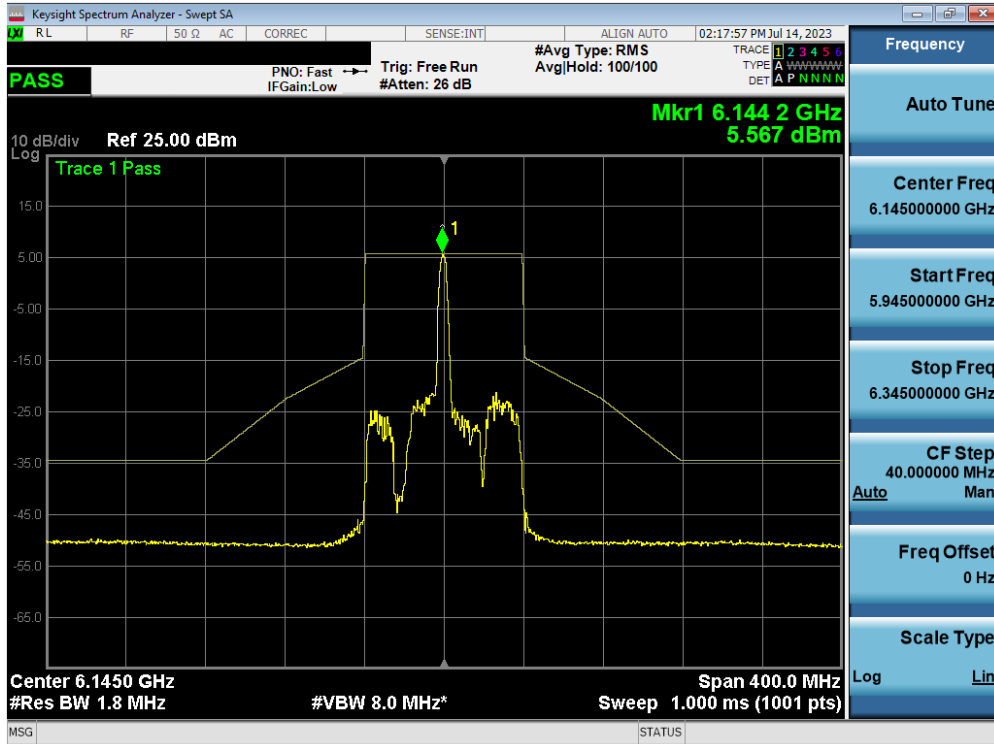 Keysight Spectrum Analyzer - Swept SA
LXI RL RF 50 Ω AC CORREC SENSE:INT ALIGN AUTO 02:17:57 PM Jul 14, 2023
PASS
PNO: Fast
IFGain:Low
Trig: Free Run
#Atten: 26 dB
#Avg Type: RMS
Avg|Hold: 100/100
TRACE 1 2 3 4 5 6
TYPE A WWWWW
DET A P N N N N
Mkr1 6.144 2 GHz
5.567 dBm
10 dB/div Ref 25.00 dBm
Log
Trace 1 Pass
1
15.0
5.00
-5.00
-15.0
-25.0
-35.0
-45.0
-55.0
-65.0
Center 6.1450 GHz Span 400.0 MHz
#Res BW 1.8 MHz #VBW 8.0 MHz* Sweep 1.000 ms (1001 pts)
MSG STATUS
Frequency
Auto Tune
Center Freq
6.145000000 GHz
Start Freq
5.945000000 GHz
Stop Freq
6.345000000 GHz
CF Step
40.000000 MHz
Auto Man
Freq Offset
0 Hz
Scale Type
Log Lin